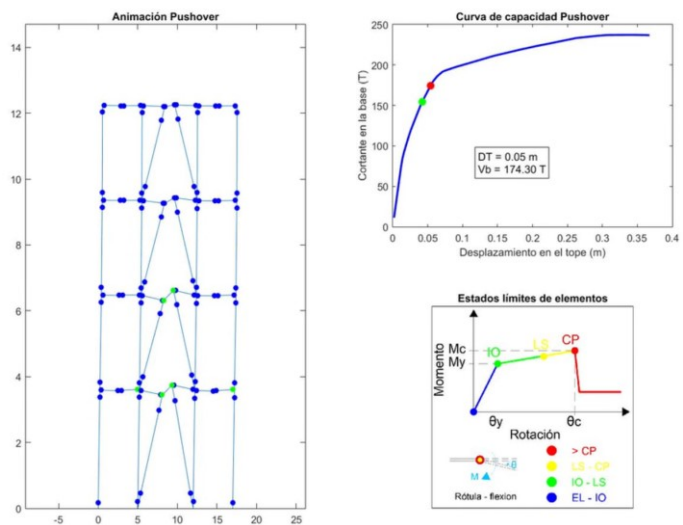 Animación Pushover
14
12
10
8
6
4
2
0
-5
0
5
10
15
20
25
Curva de capacidad Pushover
Cortante en la base (T)
250
200
150
100
50
0
DT = 0.05 m
Vb = 174.30 T
0
0.05
0.1
0.15
0.2
0.25
0.3
0.35
0.4
Desplazamiento en el tope (m)
Estados límites de elementos
Momento
Mc
My
IO
LS
CP
θy
θc
Rotación
M
θ
Rótula - flexion
> CP
LS - CP
IO - LS
EL - IO